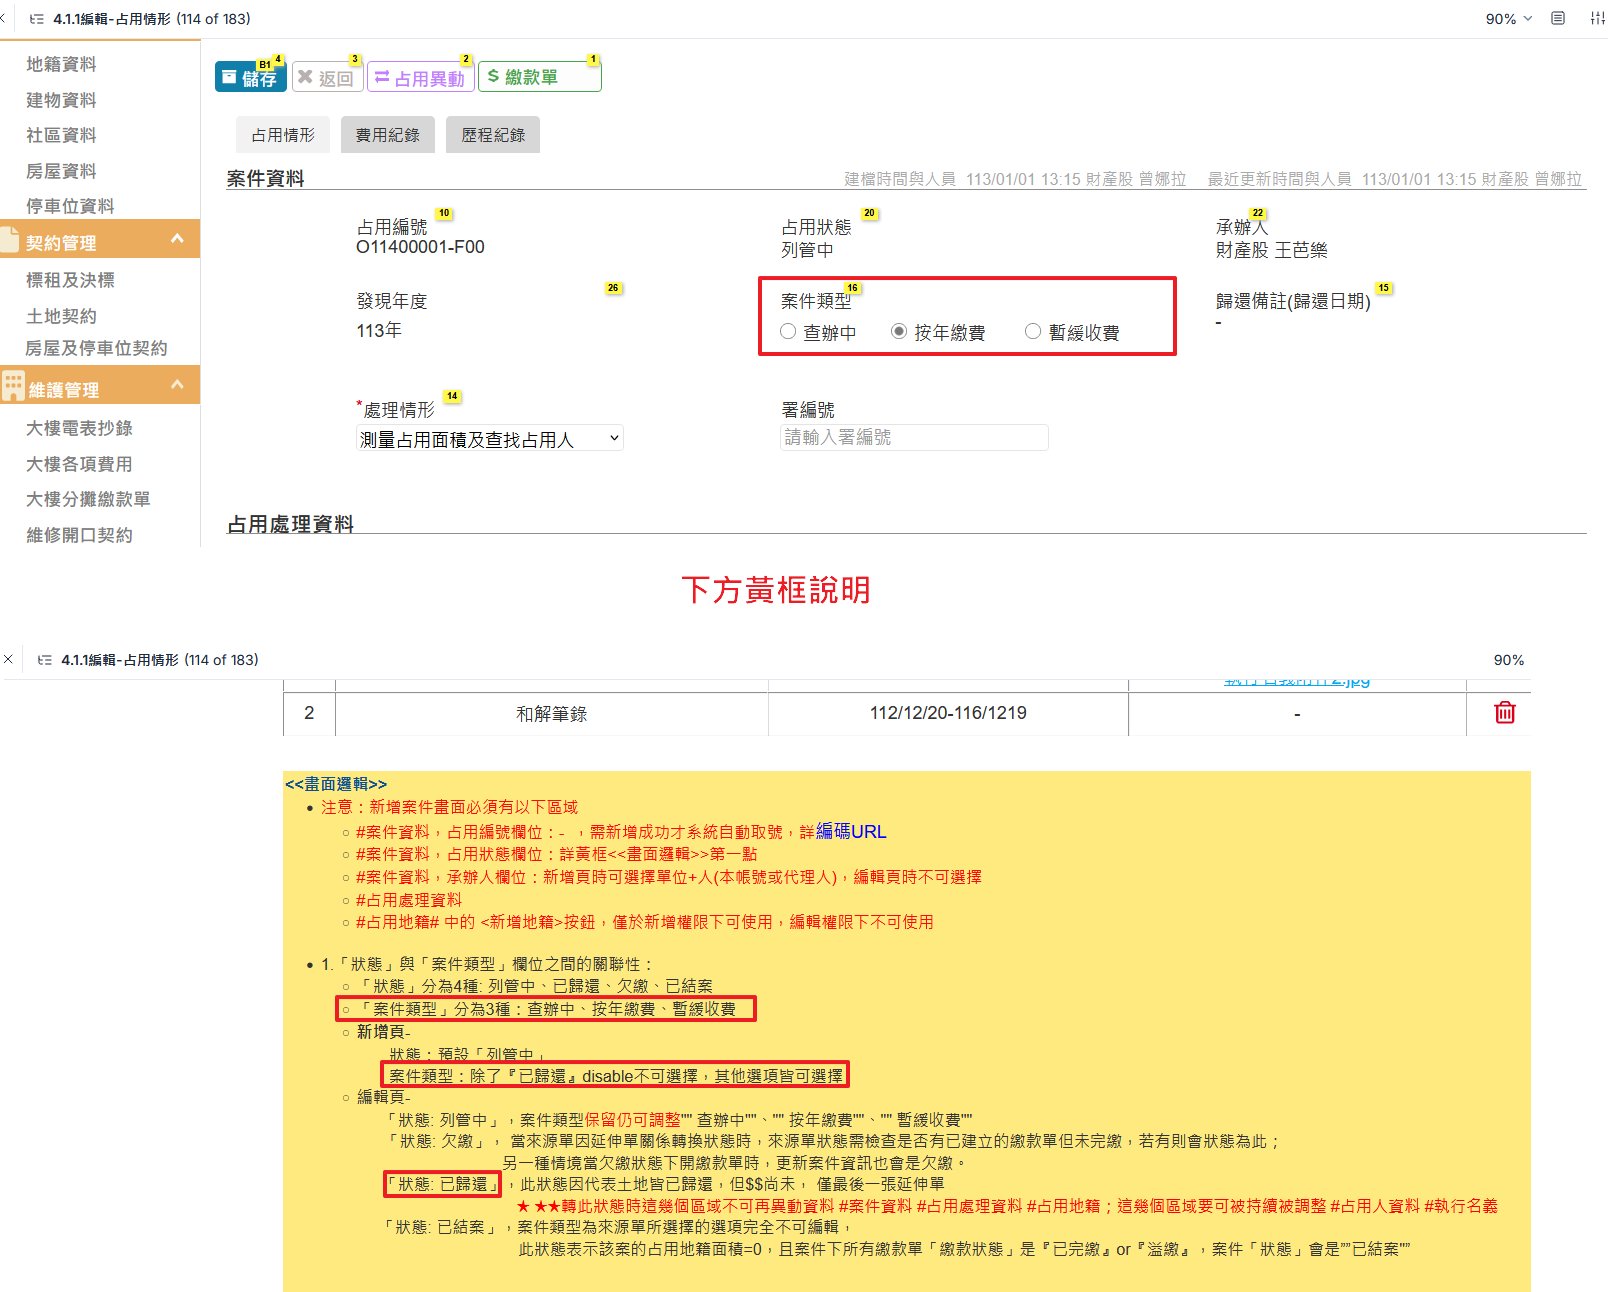 4.1.1編輯-占用情形 (114 of 183)
90%
地籍資料
建物資料
社區資料
房屋資料
停車位資料
契約管理
標租及決標
土地契約
房屋及停車位契約
維護管理
大樓電表抄錄
大樓各項費用
大樓分攤繳款單
維修開口契約
儲存 B1 4
返回 3
占用異動 2
$ 繳款單 1
占用情形 費用紀錄 歷程紀錄
案件資料
建檔時間與人員 113/01/01 13:15 財產股 曾娜拉 最近更新時間與人員 113/01/01 13:15 財產股 曾娜拉
占用編號 10
O11400001-F00
占用狀態 20
列管中
承辦人 22
財產股 王芭樂
發現年度 26
113年
案件類型 16
查辦中 按年繳費 暫緩收費
歸還備註(歸還日期) 15
-
*處理情形 14
測量占用面積及查找占用人
署編號
請輸入署編號
占用處理資料
下方黃框說明
4.1.1編輯-占用情形 (114 of 183)
90%
2 和解筆錄 112/12/20-116/1219 -
<<畫面邏輯>>
注意：新增案件畫面必須有以下區域
#案件資料，占用編號欄位：- ，需新增成功才系統自動取號，詳編碼URL
#案件資料，占用狀態欄位：詳黃框<<畫面邏輯>>第一點
#案件資料，承辦人欄位：新增頁時可選擇單位+人(本帳號或代理人)，編輯頁時不可選擇
#占用處理資料
#占用地籍# 中的 <新增地籍>按鈕，僅於新增權限下可使用，編輯權限下不可使用
1.「狀態」與「案件類型」欄位之間的關聯性：
「狀態」分為4種: 列管中、已歸還、欠繳、已結案
「案件類型」分為3種：查辦中、按年繳費、暫緩收費
新增頁-
狀態：預設「列管中」
案件類型：除了『已歸還』disable不可選擇，其他選項皆可選擇
編輯頁-
「狀態: 列管中」，案件類型保留仍可調整"" 查辦中""、"" 按年繳費""、"" 暫緩收費""
「狀態: 欠繳」， 當來源單因延伸單關係轉換狀態時，來源單狀態需檢查是否有已建立的繳款單但未完繳，若有則會狀態為此；
另一種情境當欠繳狀態下開繳款單時，更新案件資訊也會是欠繳。
「狀態: 已歸還」，此狀態因代表土地皆已歸還，但$$尚未， 僅最後一張延伸單
★ ★★轉此狀態時這幾個區域不可再異動資料 #案件資料 #占用處理資料 #占用地籍；這幾個區域要可被持續被調整 #占用人資料 #執行名義
「狀態: 已結案」，案件類型為來源單所選擇的選項完全不可編輯，
此狀態表示該案的占用地籍面積=0，且案件下所有繳款單「繳款狀態」是『已完繳』or『溢繳』，案件「狀態」會是””已結案””